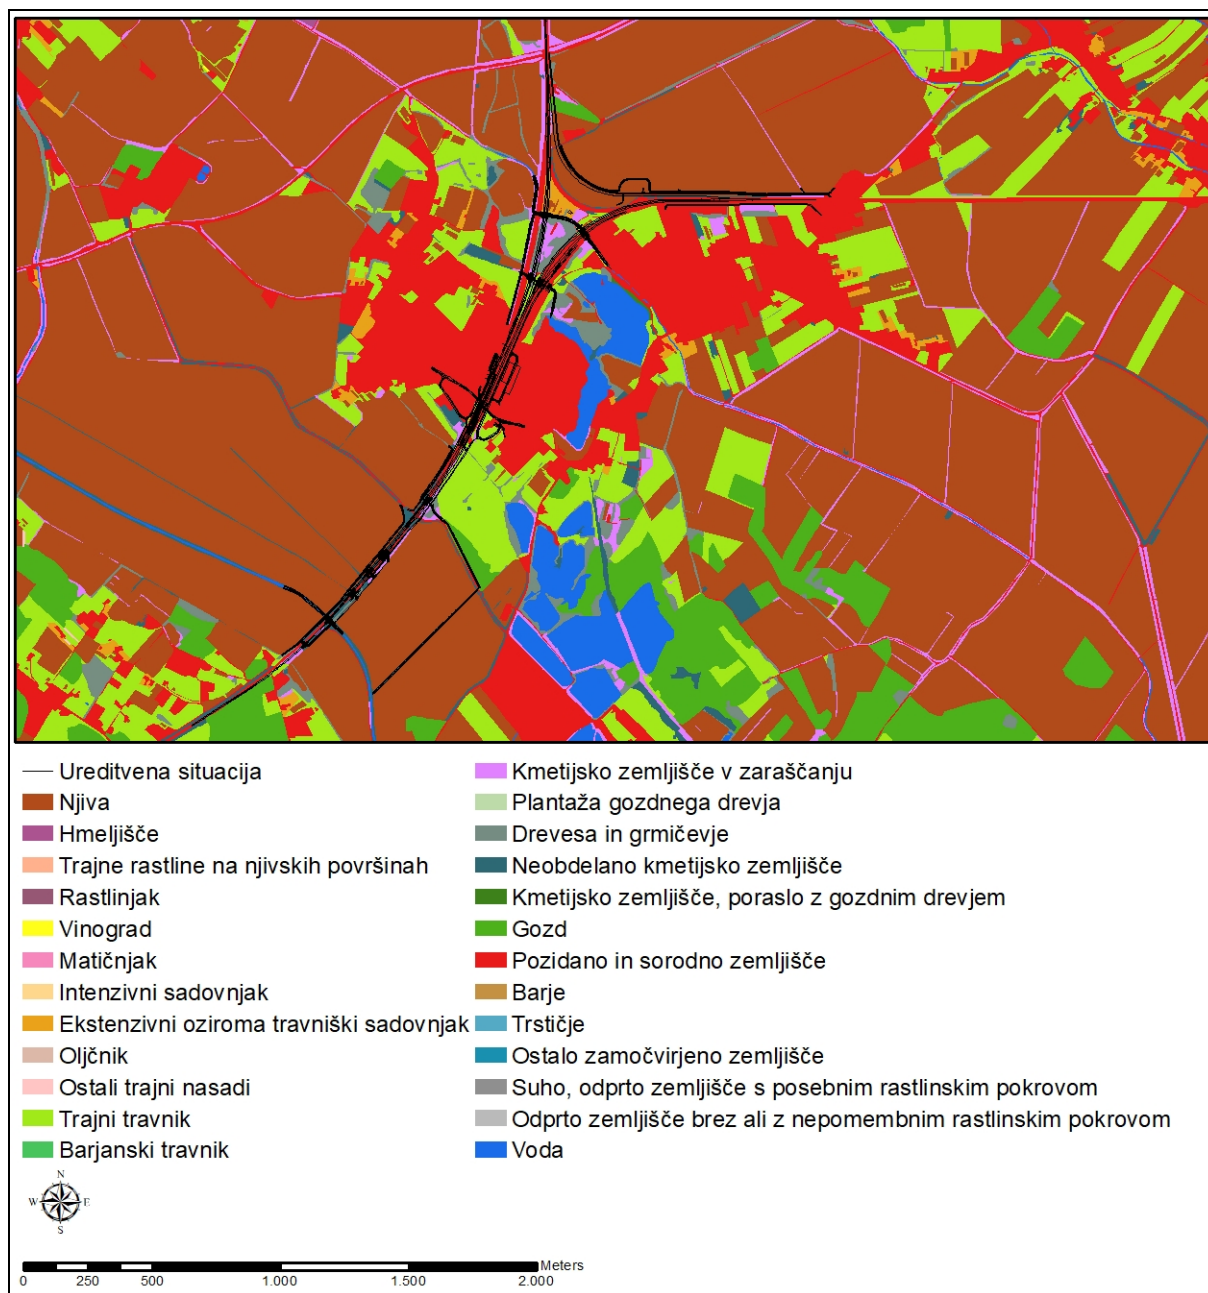 Ureditvena situacija
Njiva
Hmeljišče
Trajne rastline na njivskih površinah
Rastlinjak
Vinograd
Matičnjak
Intenzivni sadovnjak
Ekstenzivni oziroma travniški sadovnjak
Oljčnik
Ostali trajni nasadi
Trajni travnik
Barjanski travnik
Kmetijsko zemljišče v zaraščanju
Plantaža gozdnega drevja
Drevesa in grmičevje
Neobdelano kmetijsko zemljišče
Kmetijsko zemljišče, poraslo z gozdnim drevjem
Gozd
Pozidano in sorodno zemljišče
Barje
Trstičje
Ostalo zamočvirjeno zemljišče
Suho, odprto zemljišče s posebnim rastlinskim pokrovom
Odprto zemljišče brez ali z nepomembnim rastlinskim pokrovom
Voda
N
W E
S
Meters
0 250 500 1.000 1.500 2.000